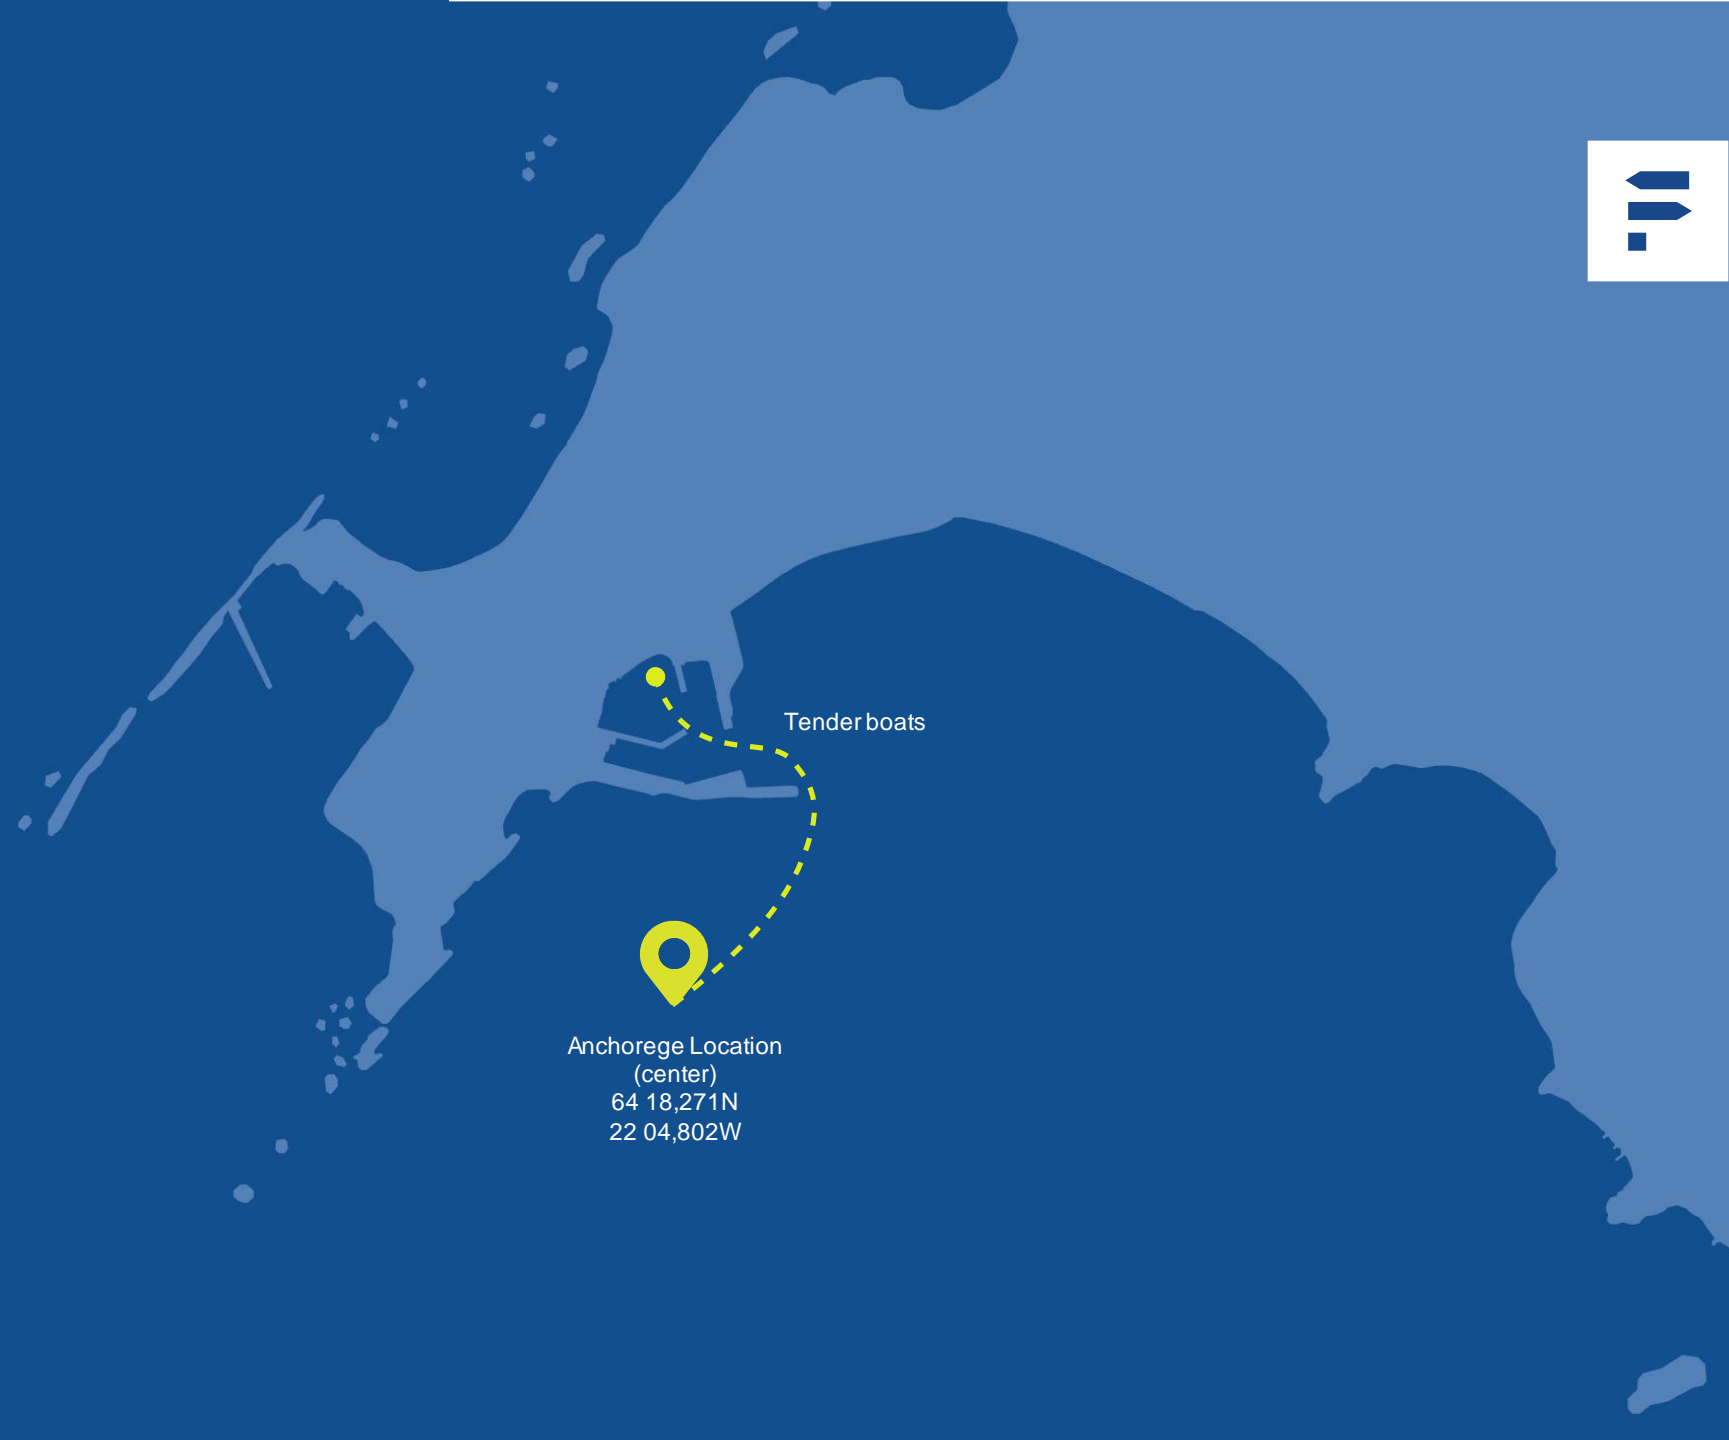 Tender boats
Anchorege Location
(center)
64 18,271N
22 04,802W